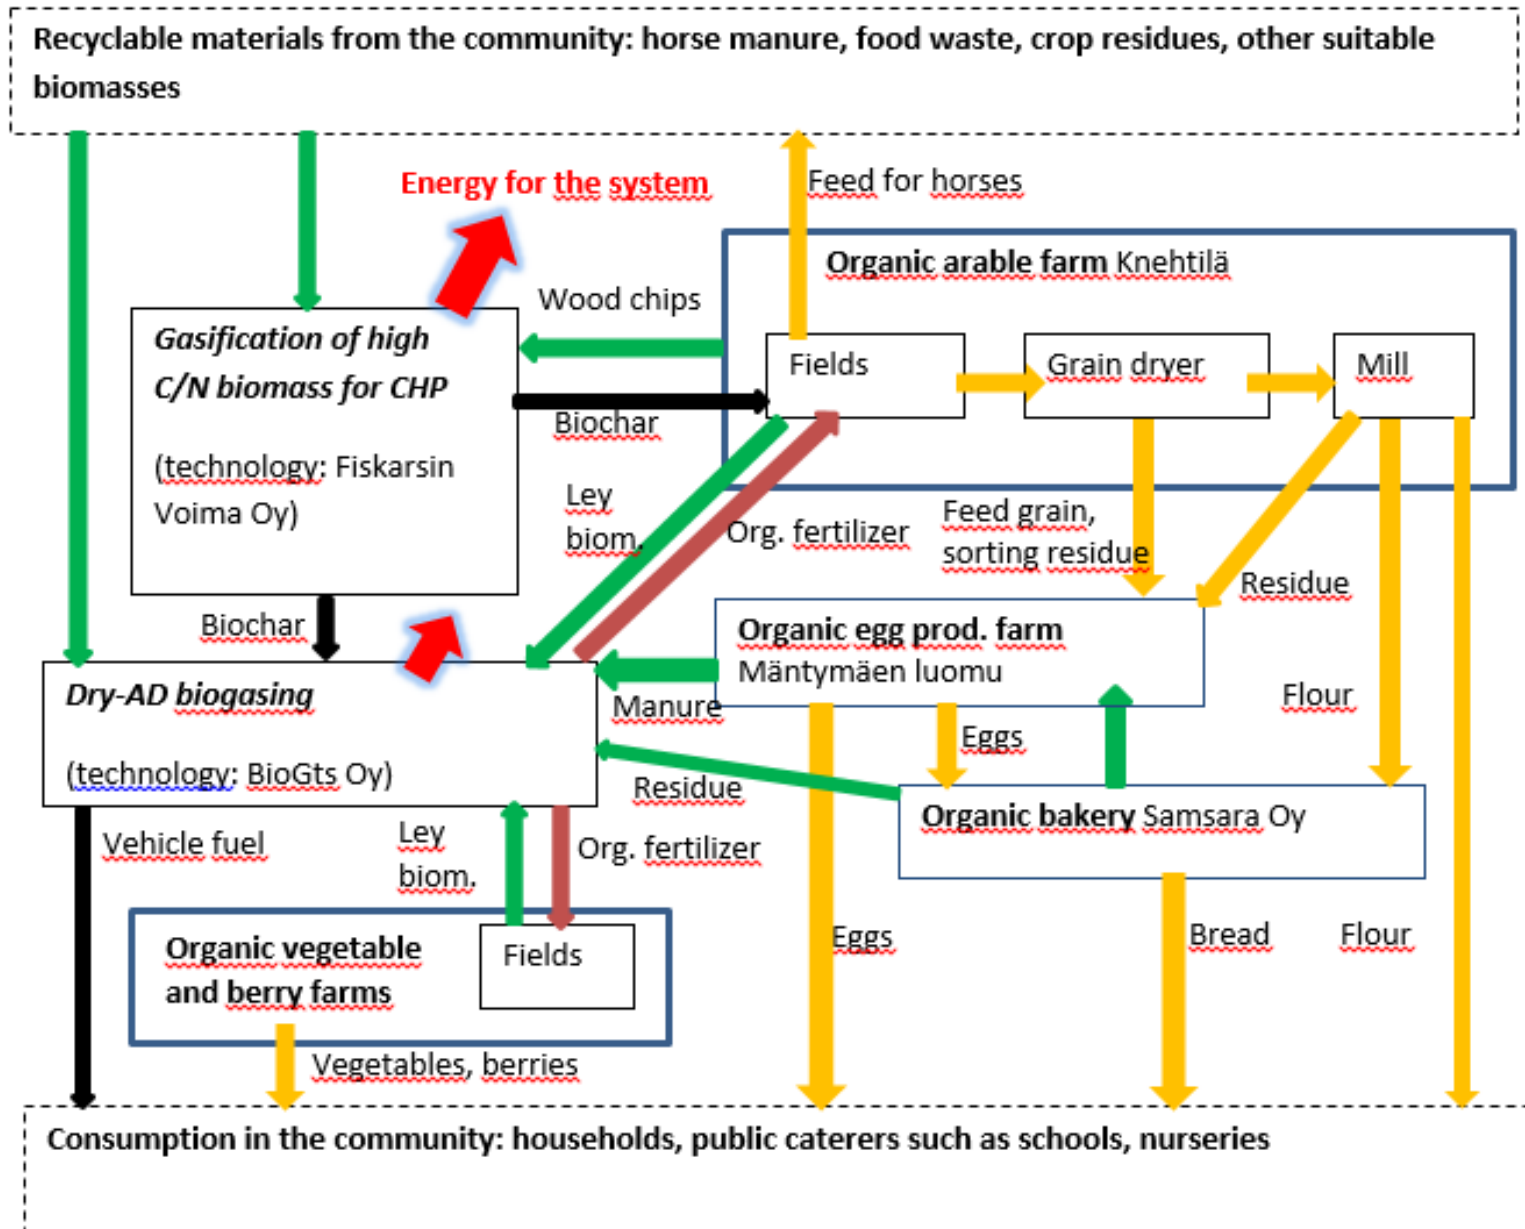 Recyclable materials from the community: horse manure, food waste, crop residues, other suitable
biomasses
Energy for the system
Feed for horses
Organic arable farm Knehtilä
Wood chips
Gasification of high
C/N biomass for CHP
(technology: Fiskarsin
Voima Oy)
Fields
Grain dryer
Mill
Biochar
Ley
biom.
Org. fertilizer
Feed grain,
sorting residue
Residue
Biochar
Organic egg prod. farm
Mäntymäen luomu
Dry-AD biogasing
(technology: BioGts Oy)
Manure
Flour
Eggs
Residue
Organic bakery Samsara Oy
Vehicle fuel
Ley
biom.
Org. fertilizer
Organic vegetable
and berry farms
Fields
Eggs
Bread
Flour
Vegetables, berries
Consumption in the community: households, public caterers such as schools, nurseries